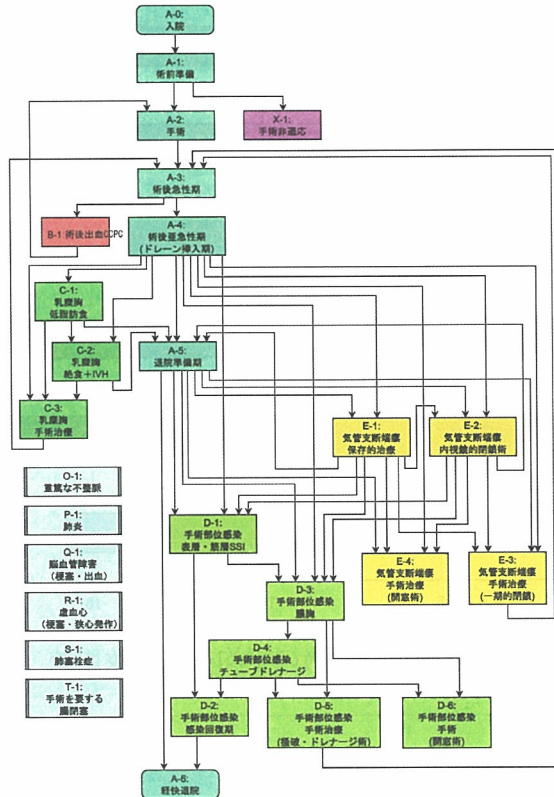 A-0:
入院
A-1:
術前準備
A-2:
手術
X-1:
手術非適応
A-3:
術後急性期
B-1:術後出血CCPC
A-4:
術後亜急性期
(ドレーン挿入期)
C-1:
乳糜胸
低脂肪食
C-2:
乳糜胸
絶食+IVH
A-5:
退院準備期
C-3:
乳糜胸
手術治療
E-1:
気管支断端瘻
保存的治療
E-2:
気管支断端瘻
内視鏡的閉鎖術
O-1:
重篤な不整脈
P-1:
肺炎
Q-1:
脳血管障害
(梗塞・出血)
R-1:
虚血心
(梗塞・狭心発作)
S-1:
肺塞栓症
T-1:
手術を要する
腸閉塞
D-1:
手術部位感染
表層・筋層SSI
E-4:
気管支断端瘻
手術治療
(開窓術)
E-3:
気管支断端瘻
手術治療
(一期的閉鎖)
D-3:
手術部位感染
膿胸
D-4:
手術部位感染
チューブドレナージ
D-2:
手術部位感染
感染回復期
D-5:
手術部位感染
手術治療
(掻破・ドレナージ術)
D-6:
手術部位感染
手術
(開窓術)
A-6:
軽快退院